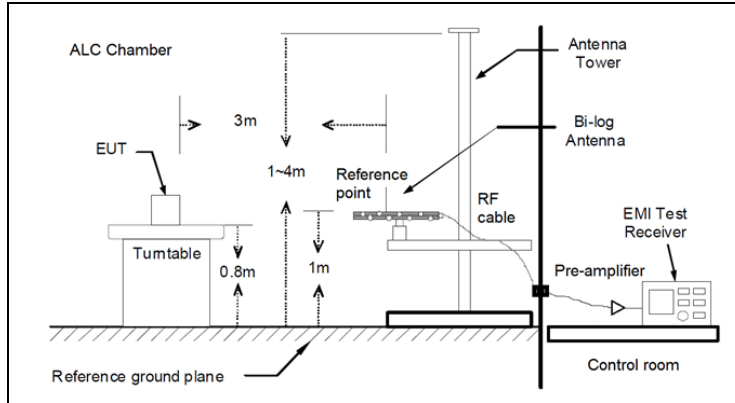 ALC Chamber
Antenna
Tower
3m
Bi-log
Antenna
EUT
1~4m
Reference
point
RF
cable
EMI Test
Receiver
Turntable
0.8m
1m
Pre-amplifier
Reference ground plane
Control room